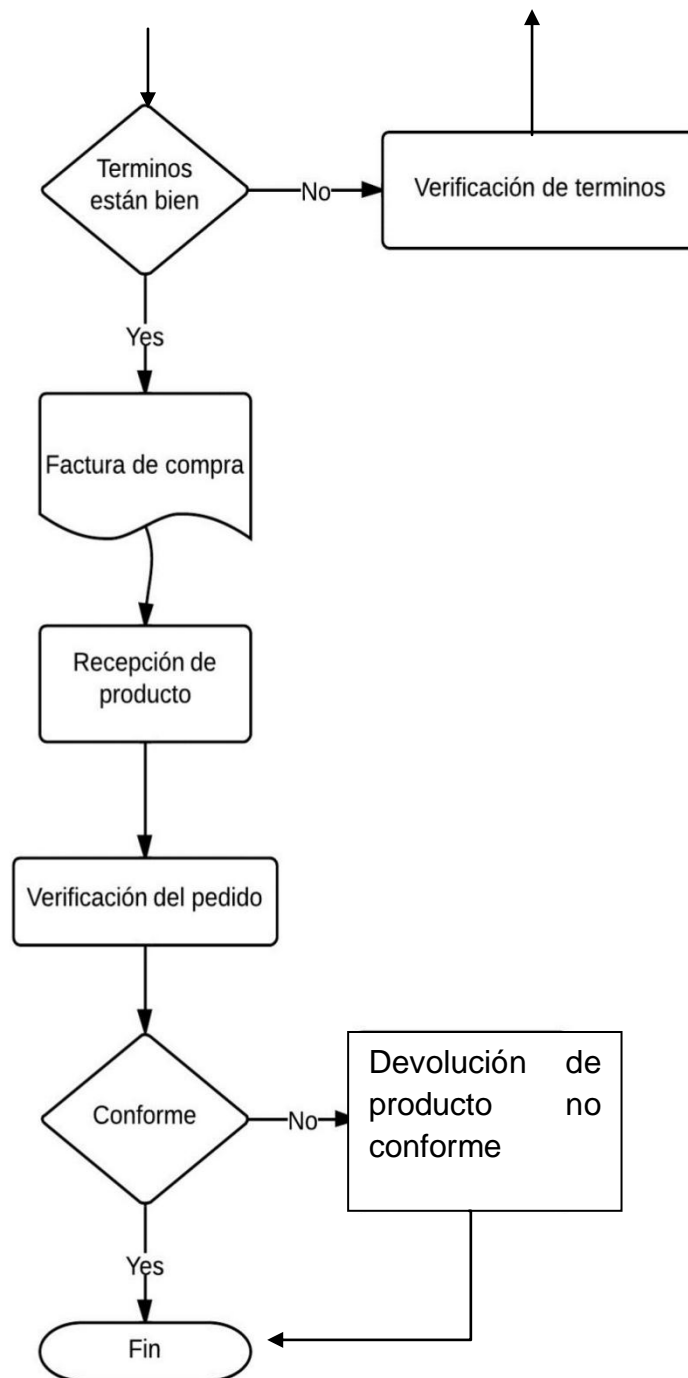 Terminos
están bien
No
Verificación de terminos
Yes
Factura de compra
Recepción de
producto
Verificación del pedido
Conforme
No
Devolución de
producto no
conforme
Yes
Fin